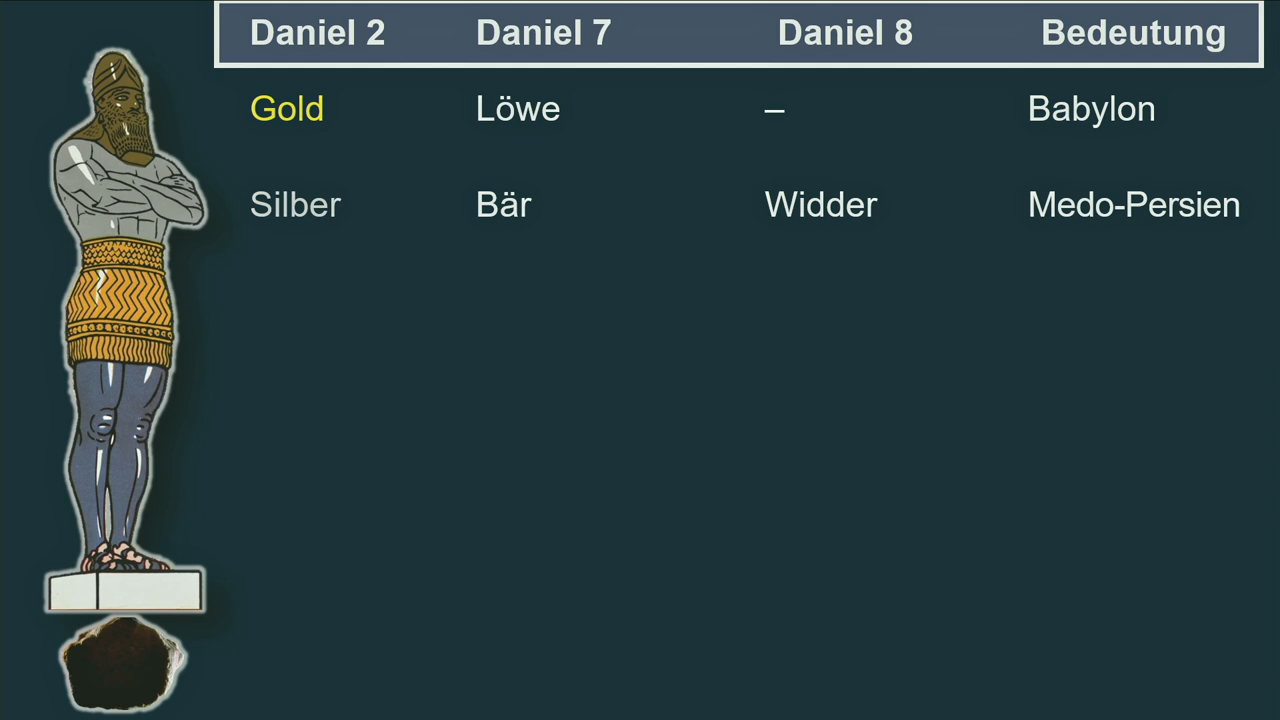 Daniel 2 Daniel 7 Daniel 8 Bedeutung
Gold Löwe – Babylon
Silber Bär Widder Medo-Persien